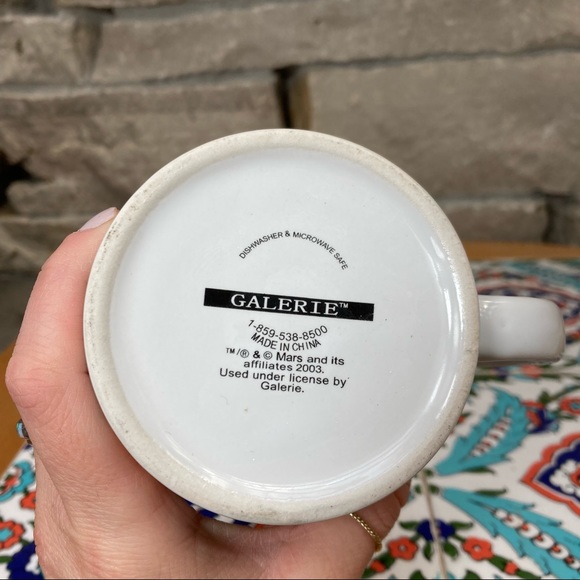 DISHWASHER & MICROWAVE SAFE
GALERIE™
1-859-538-8500
MADE IN CHINA
™/® & © Mars and its
affiliates 2003.
Used under license by
Galerie.